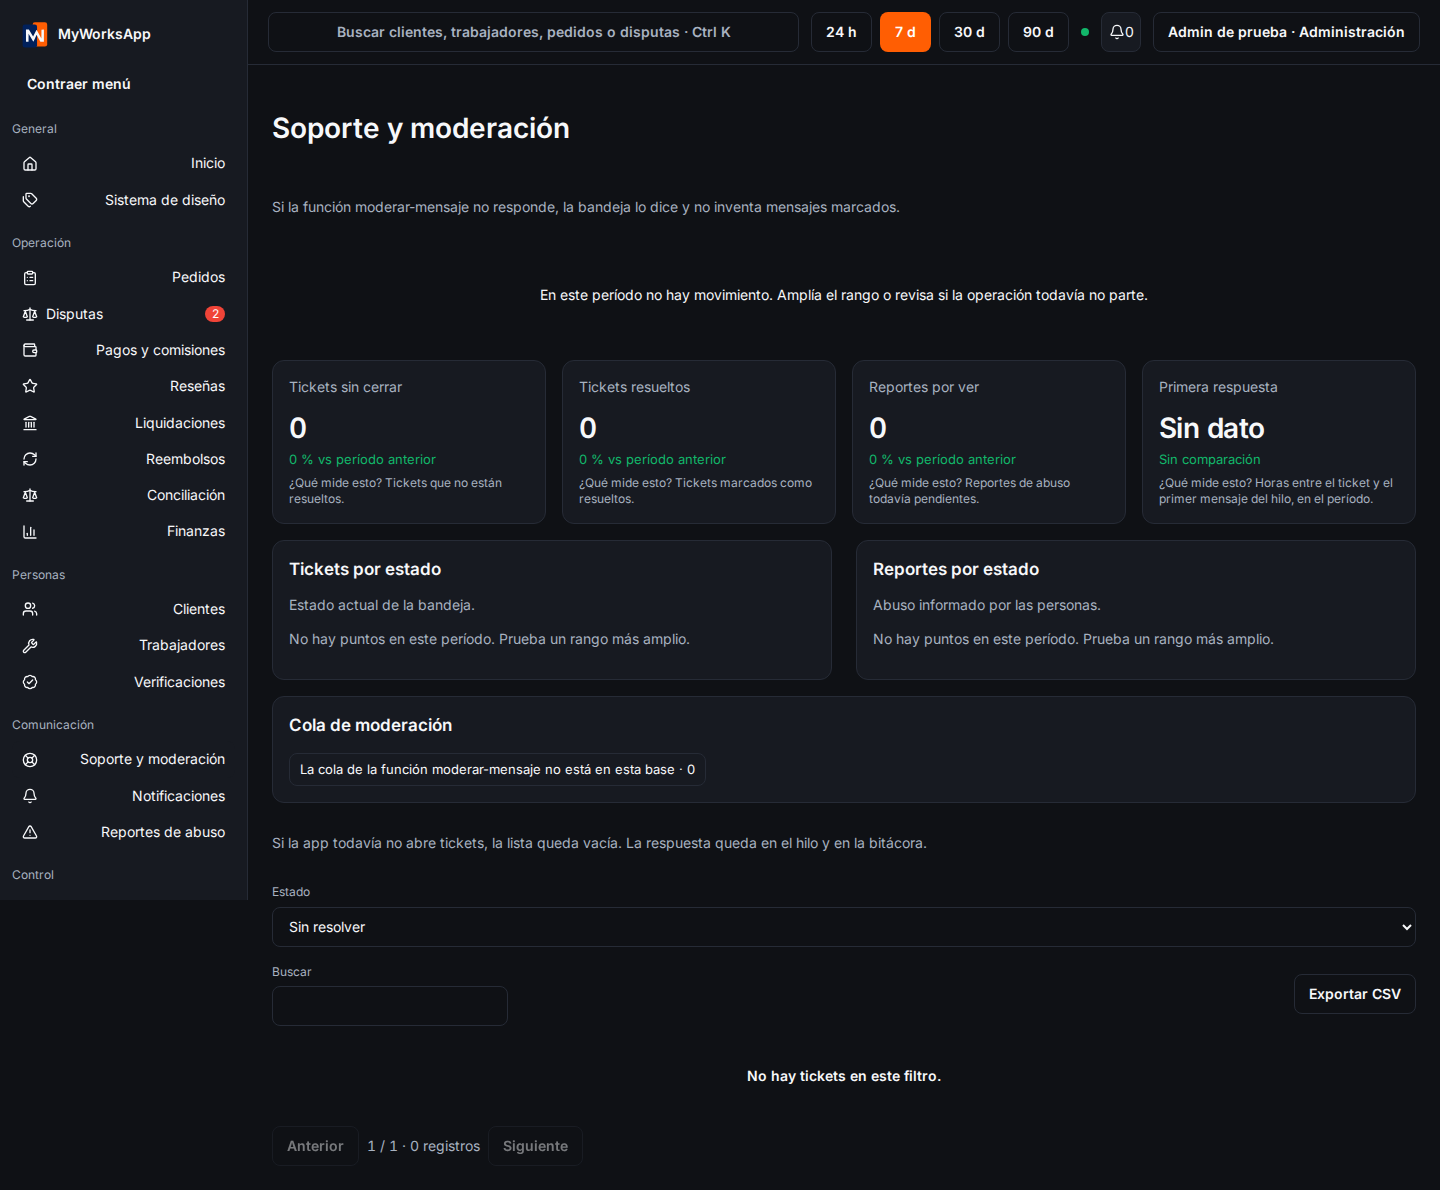 MyWorksApp
Buscar clientes, trabajadores, pedidos o disputas · Ctrl K
24 h
7 d
30 d
90 d
0
Admin de prueba · Administración
Contraer menú
General
Inicio
Sistema de diseño
Operación
Pedidos
Disputas 2
Pagos y comisiones
Reseñas
Liquidaciones
Reembolsos
Conciliación
Finanzas
Personas
Clientes
Trabajadores
Verificaciones
Comunicación
Soporte y moderación
Notificaciones
Reportes de abuso
Control
Soporte y moderación
Si la función moderar-mensaje no responde, la bandeja lo dice y no inventa mensajes marcados.
En este período no hay movimiento. Amplía el rango o revisa si la operación todavía no parte.
Tickets sin cerrar
0
0 % vs período anterior
¿Qué mide esto? Tickets que no están
resueltos.
Tickets resueltos
0
0 % vs período anterior
¿Qué mide esto? Tickets marcados como
resueltos.
Reportes por ver
0
0 % vs período anterior
¿Qué mide esto? Reportes de abuso
todavía pendientes.
Primera respuesta
Sin dato
Sin comparación
¿Qué mide esto? Horas entre el ticket y el
primer mensaje del hilo, en el período.
Tickets por estado
Estado actual de la bandeja.
No hay puntos en este período. Prueba un rango más amplio.
Reportes por estado
Abuso informado por las personas.
No hay puntos en este período. Prueba un rango más amplio.
Cola de moderación
La cola de la función moderar-mensaje no está en esta base · 0
Si la app todavía no abre tickets, la lista queda vacía. La respuesta queda en el hilo y en la bitácora.
Estado
Sin resolver
Buscar
Exportar CSV
No hay tickets en este filtro.
Anterior
1 / 1 · 0 registros
Siguiente